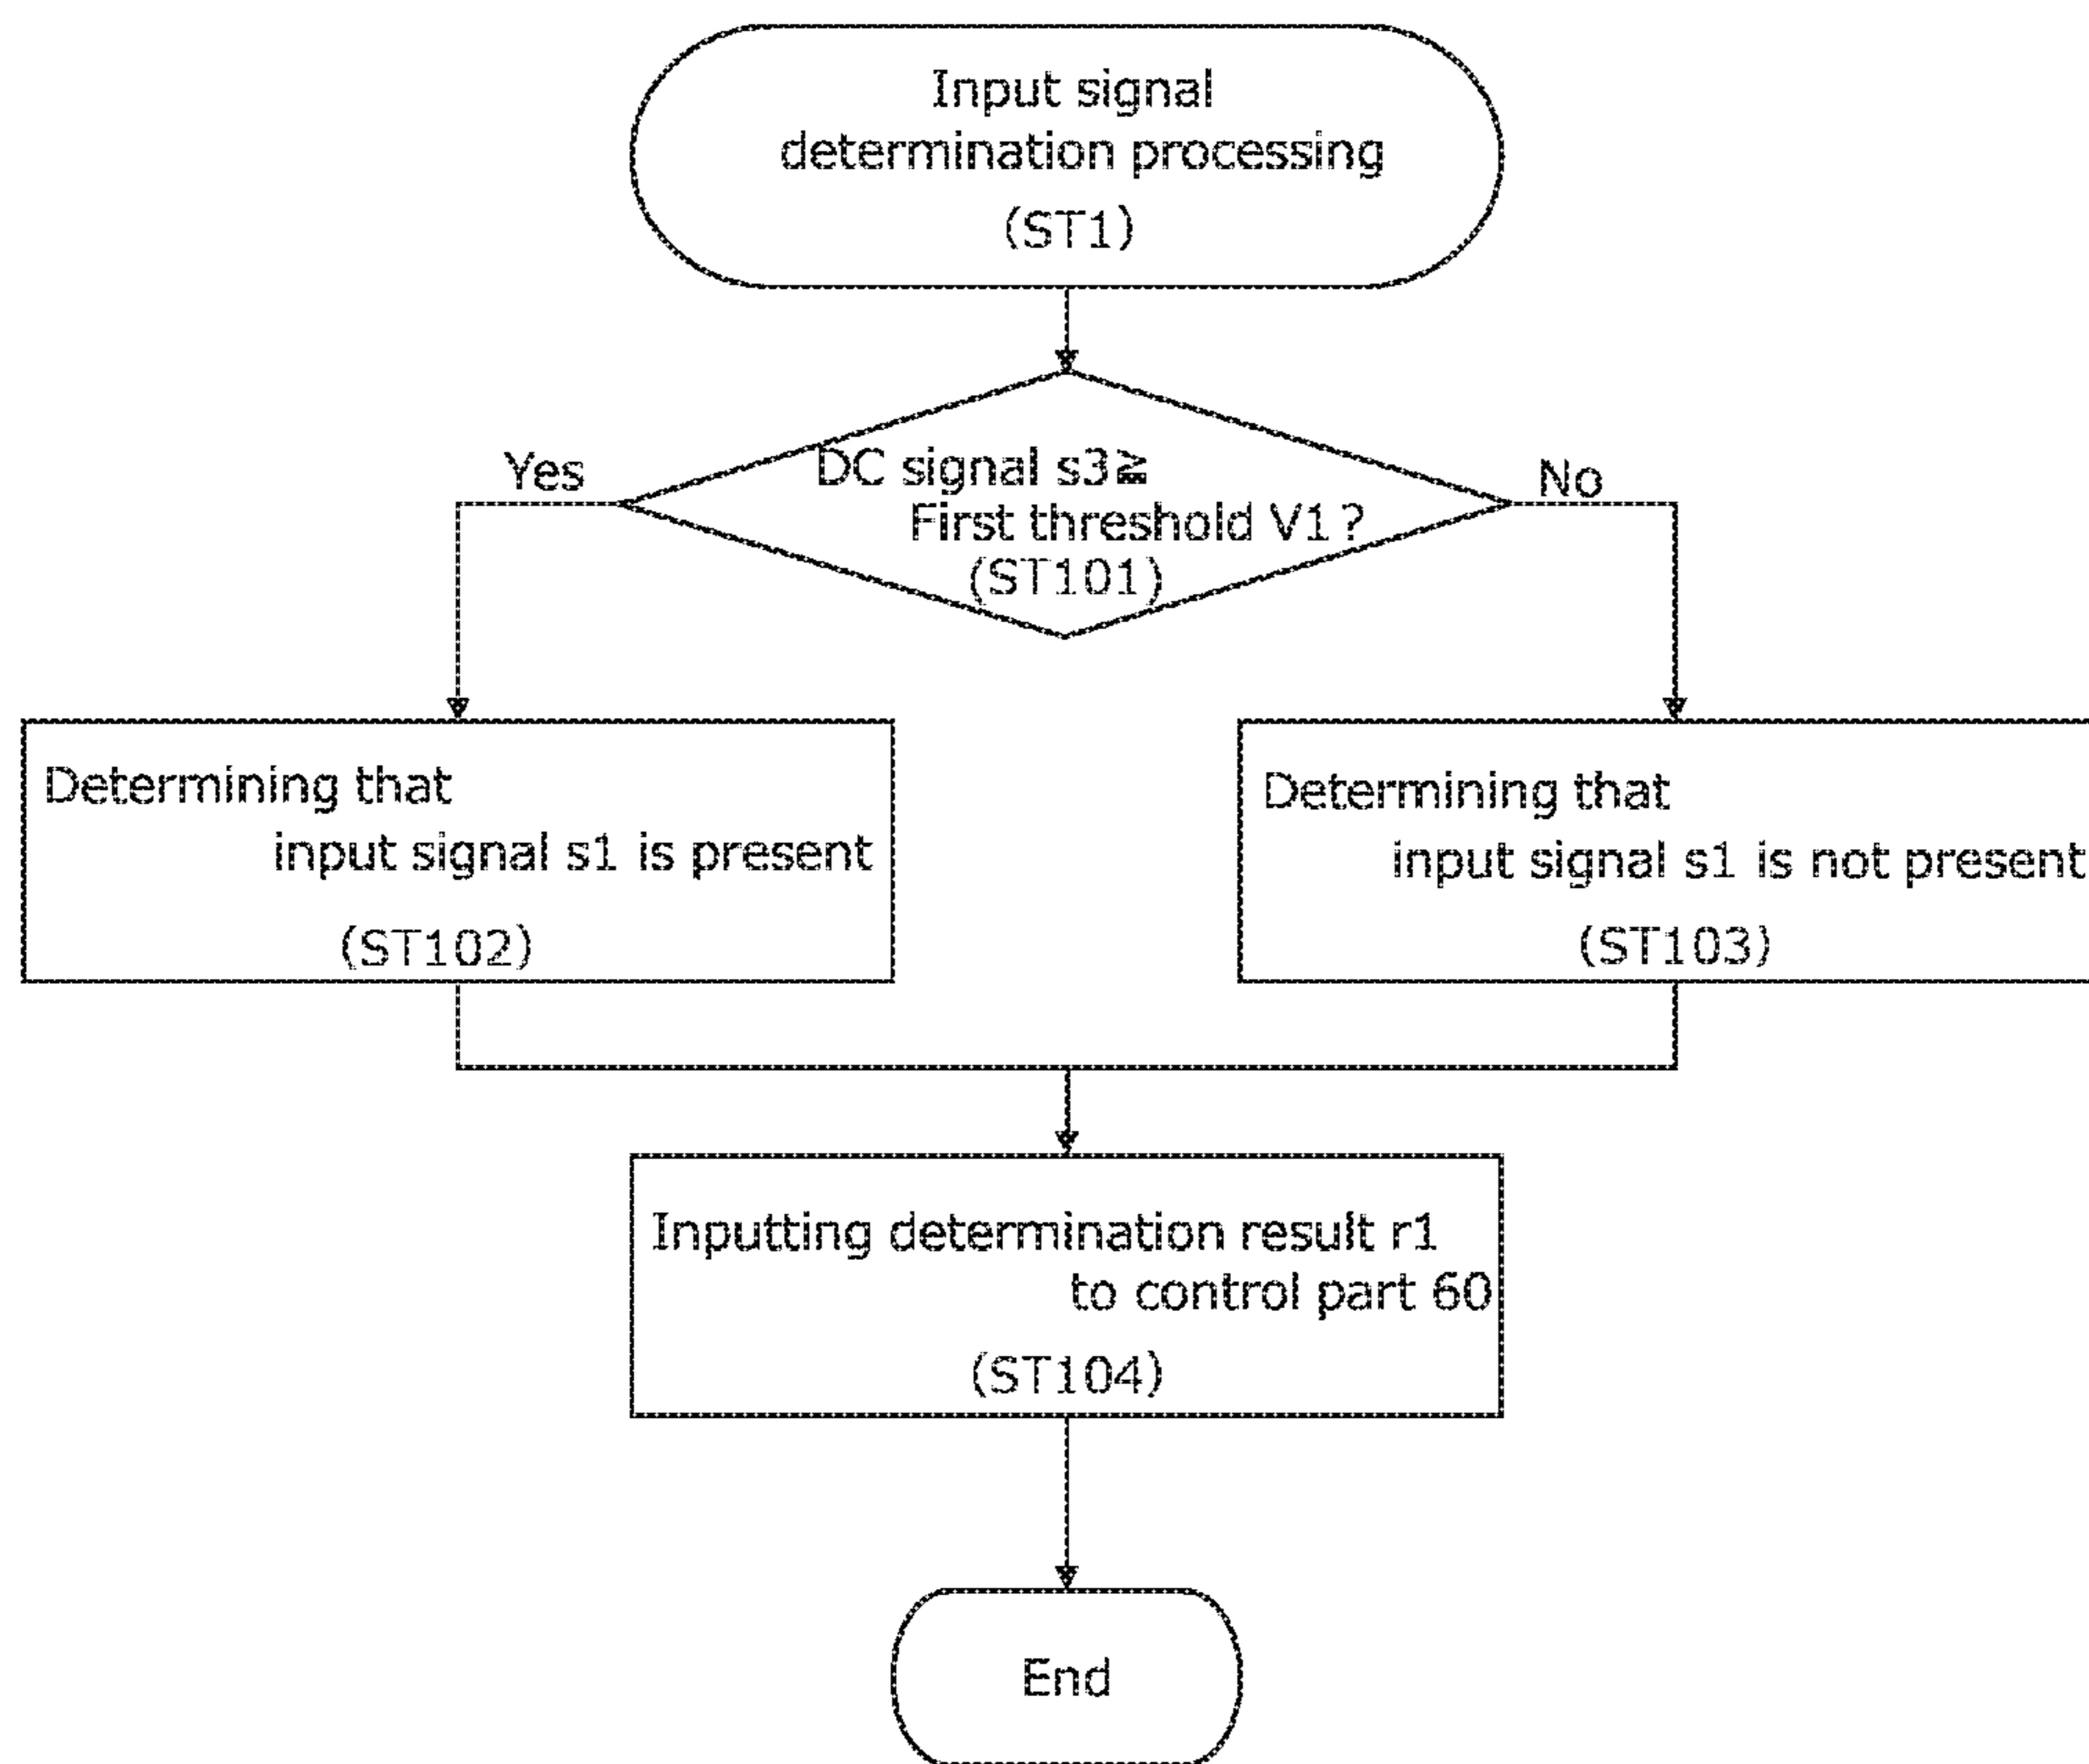 Input signal
determination processing
(ST1)
DC signal s3≧
First threshold V1?
(ST101)
Yes
No
Determining that
input signal s1 is present
(ST102)
Determining that
input signal s1 is not present
(ST103)
Inputting determination result r1
to control part 60
(ST104)
End